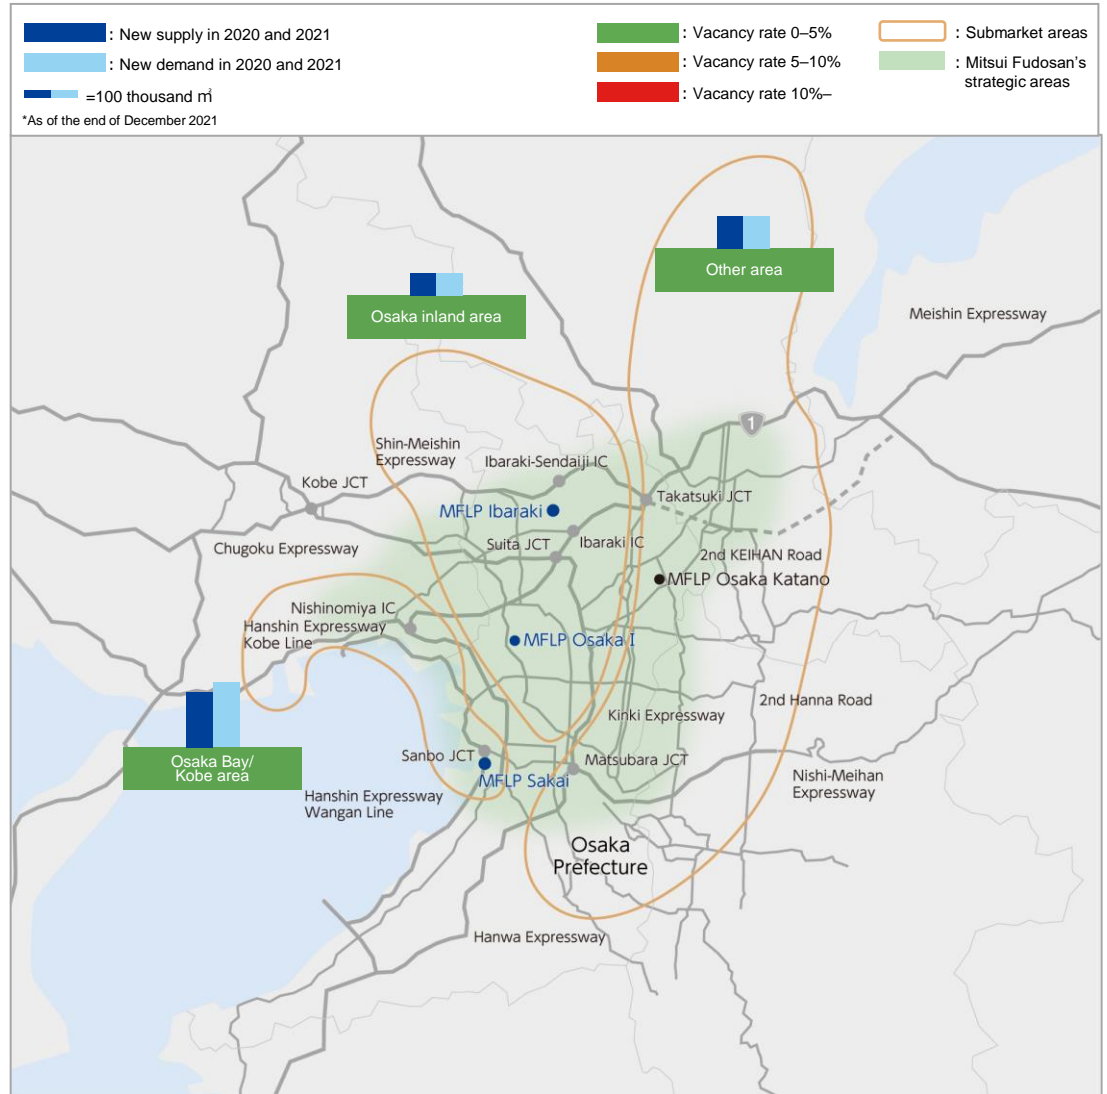 : New supply in 2020 and 2021
: New demand in 2020 and 2021
=100 thousand ㎡
*As of the end of December 2021
: Vacancy rate 0–5%
: Vacancy rate 5–10%
: Vacancy rate 10%–
: Submarket areas
: Mitsui Fudosan's
strategic areas
Other area
Osaka inland area
Meishin Expressway
1
Shin-Meishin
Expressway
Ibaraki-Sendaiji IC
Kobe JCT
Takatsuki JCT
MFLP Ibaraki
Chugoku Expressway
Suita JCT
Ibaraki IC
2nd KEIHAN Road
MFLP Osaka Katano
Nishinomiya IC
Hanshin Expressway
Kobe Line
MFLP Osaka I
2nd Hanna Road
Kinki Expressway
Osaka Bay/
Kobe area
Sanbo JCT
Matsubara JCT
MFLP Sakai
Nishi-Meihan
Expressway
Hanshin Expressway
Wangan Line
Osaka
Prefecture
Hanwa Expressway